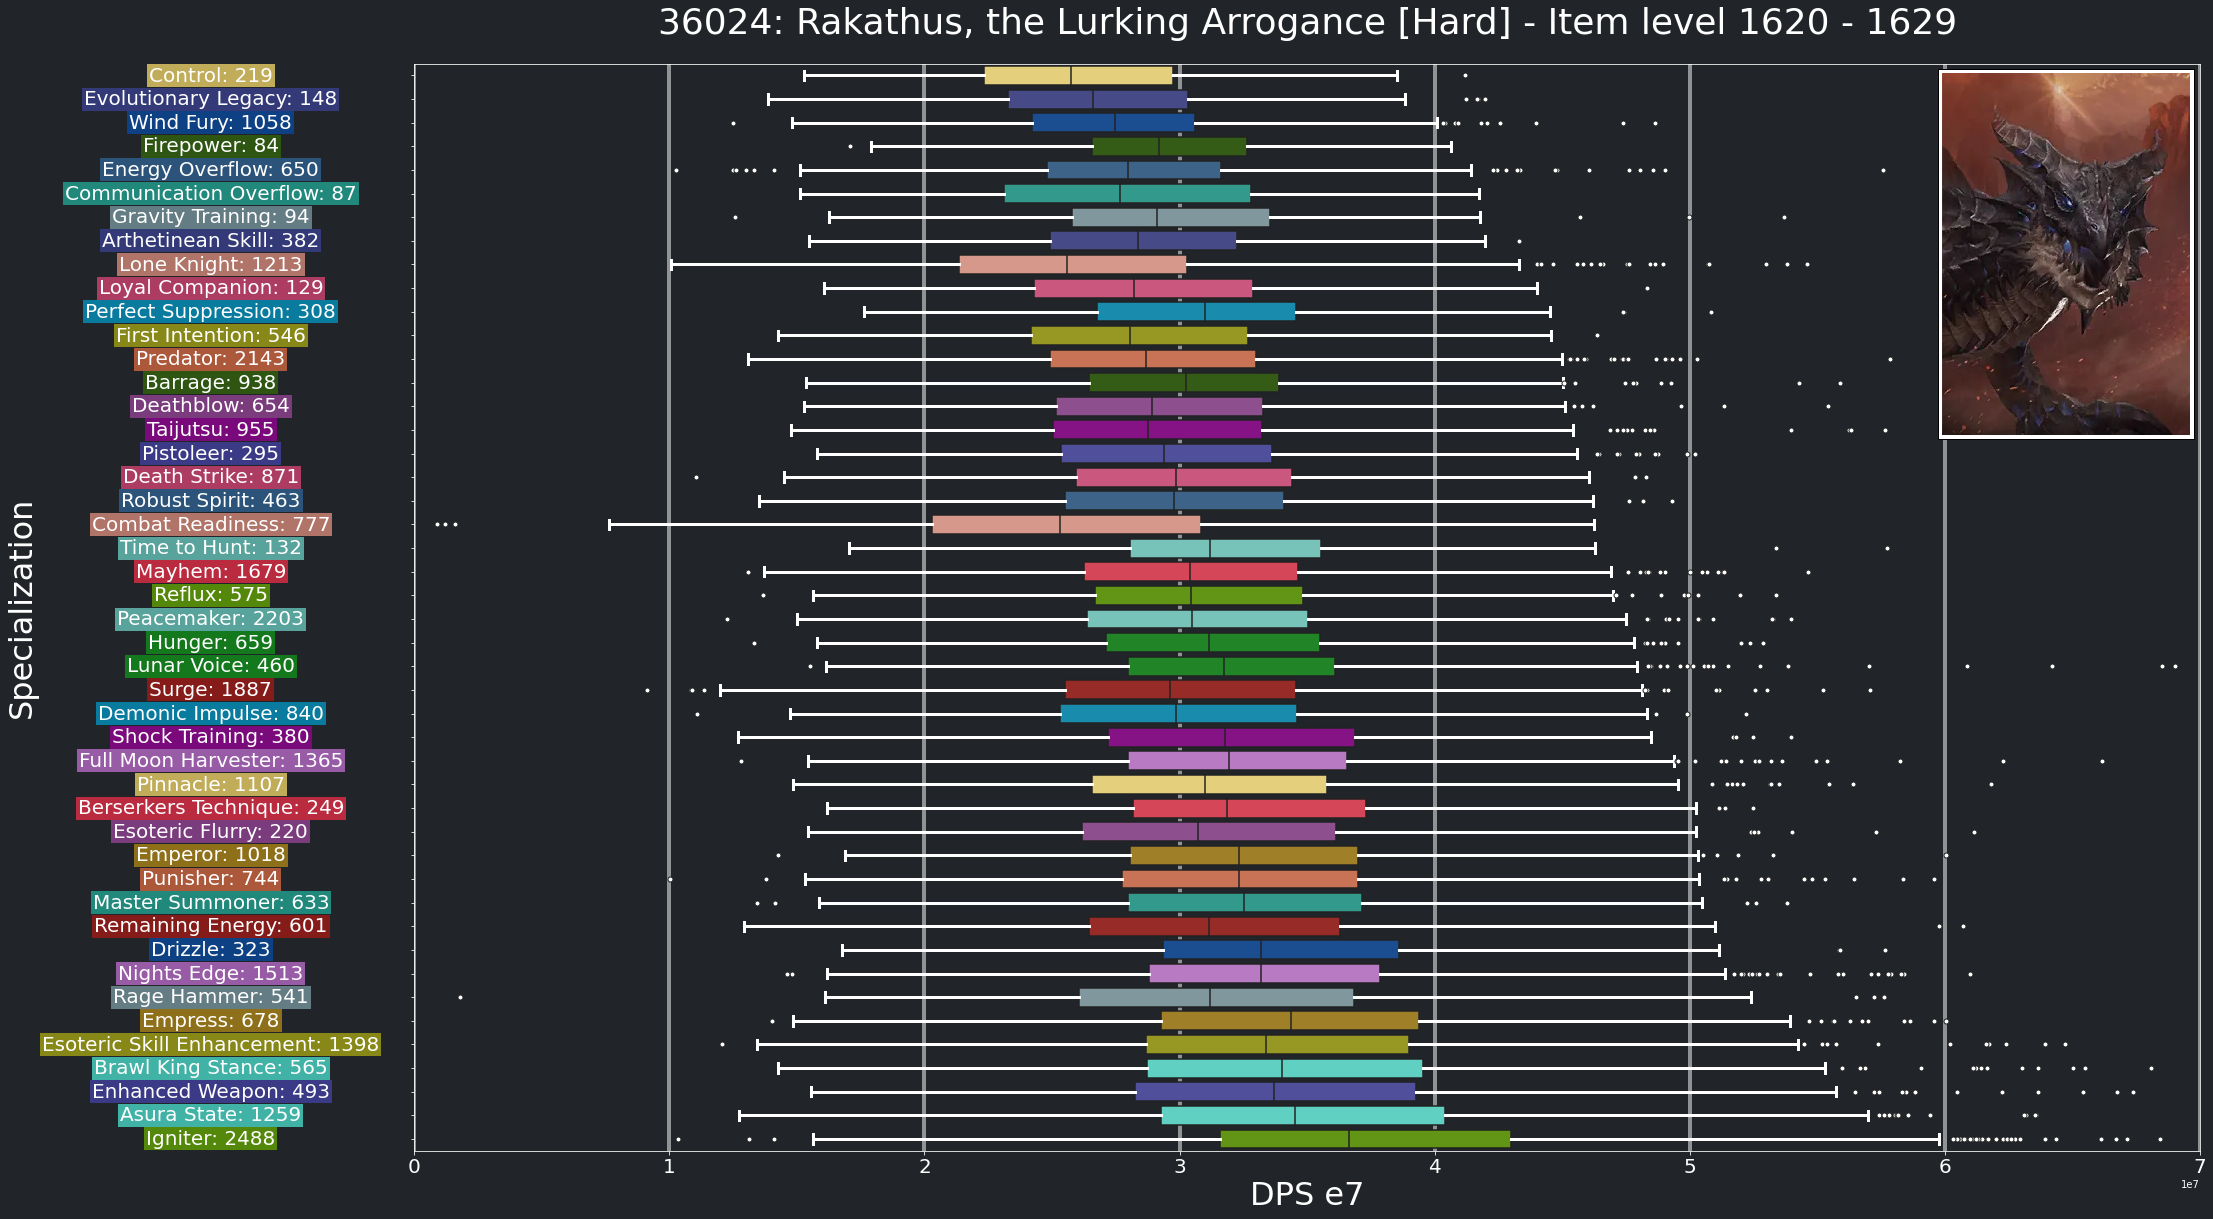 36024: Rakathus, the Lurking Arrogance [Hard] - Item level 1620 - 1629
Specialization
Control: 219
Evolutionary Legacy: 148
Wind Fury: 1058
Firepower: 84
Energy Overflow: 650
Communication Overflow: 87
Gravity Training: 94
Arthetinean Skill: 382
Lone Knight: 1213
Loyal Companion: 129
Perfect Suppression: 308
First Intention: 546
Predator: 2143
Barrage: 938
Deathblow: 654
Taijutsu: 955
Pistoleer: 295
Death Strike: 871
Robust Spirit: 463
Combat Readiness: 777
Time to Hunt: 132
Mayhem: 1679
Reflux: 575
Peacemaker: 2203
Hunger: 659
Lunar Voice: 460
Surge: 1887
Demonic Impulse: 840
Shock Training: 380
Full Moon Harvester: 1365
Pinnacle: 1107
Berserkers Technique: 249
Esoteric Flurry: 220
Emperor: 1018
Punisher: 744
Master Summoner: 633
Remaining Energy: 601
Drizzle: 323
Nights Edge: 1513
Rage Hammer: 541
Empress: 678
Esoteric Skill Enhancement: 1398
Brawl King Stance: 565
Enhanced Weapon: 493
Asura State: 1259
Igniter: 2488
0 1 2 3 4 5 6 7
1e7
DPS e7